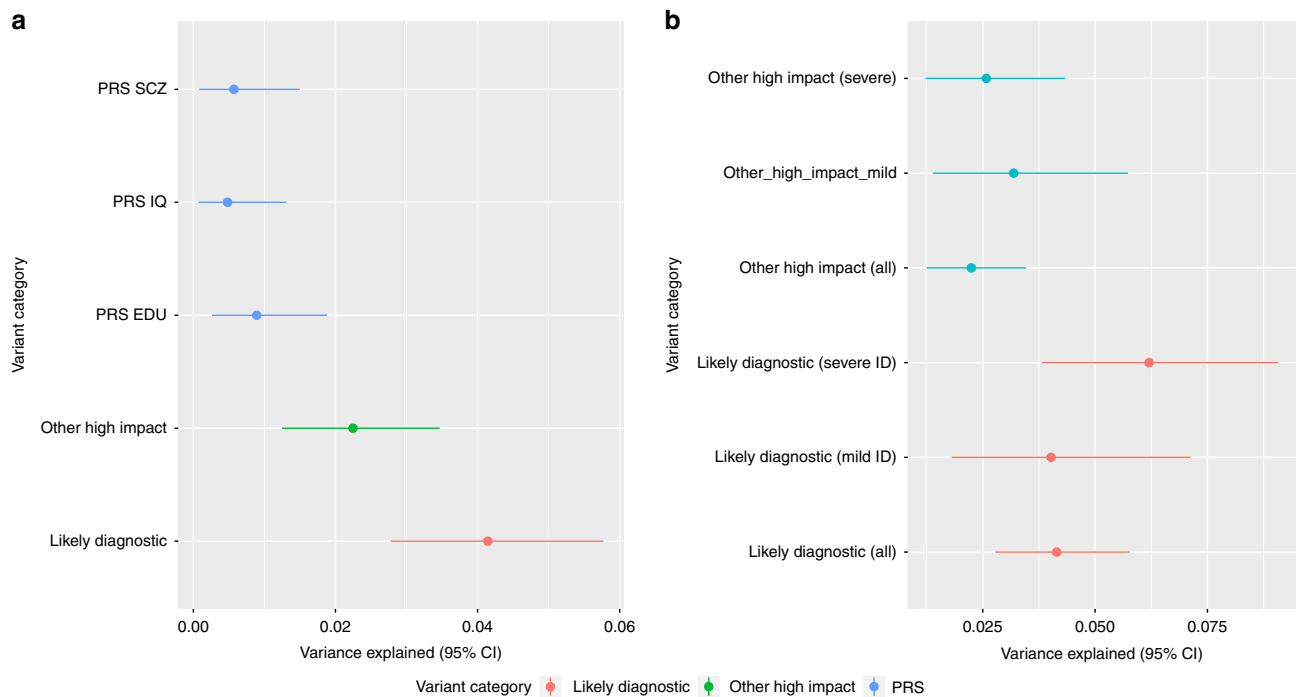 a
Variant category
PRS SCZ
PRS IQ
PRS EDU
Other high impact
Likely diagnostic
0.00 0.02 0.04 0.06
Variance explained (95% CI)
b
Variant category
Other high impact (severe)
Other_high_impact_mild
Other high impact (all)
Likely diagnostic (severe ID)
Likely diagnostic (mild ID)
Likely diagnostic (all)
0.025 0.050 0.075
Variance explained (95% CI)
Variant category Likely diagnostic Other high impact PRS